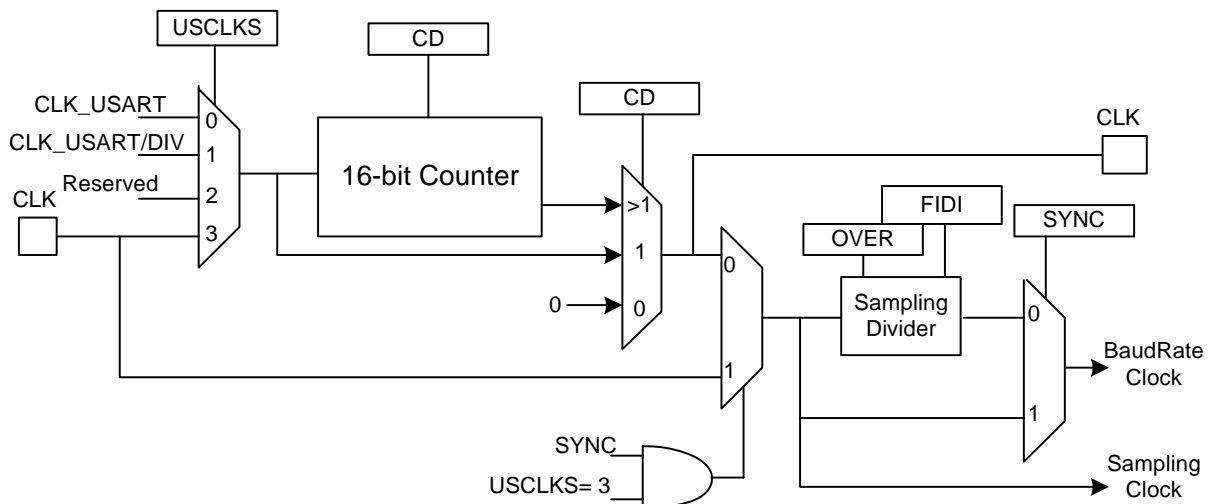 USCLKS
CD
CD
CLK_USART
CLK_USART/DIV
Reserved
CLK
0
1
2
3
16-bit Counter
>1
1
0
0
CLK
FIDI
OVER
SYNC
0
1
Sampling
Divider
0
1
BaudRate
Clock
SYNC
USCLKS= 3
Sampling
Clock